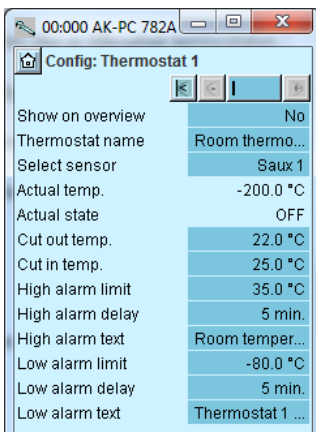 00:000 AK-PC 782A
Config: Thermostat 1
Show on overview No
Thermostat name Room thermo...
Select sensor Saux 1
Actual temp. -200.0 °C
Actual state OFF
Cut out temp. 22.0 °C
Cut in temp. 25.0 °C
High alarm limit 35.0 °C
High alarm delay 5 min.
High alarm text Room temper...
Low alarm limit -80.0 °C
Low alarm delay 5 min.
Low alarm text Thermostat 1 ...